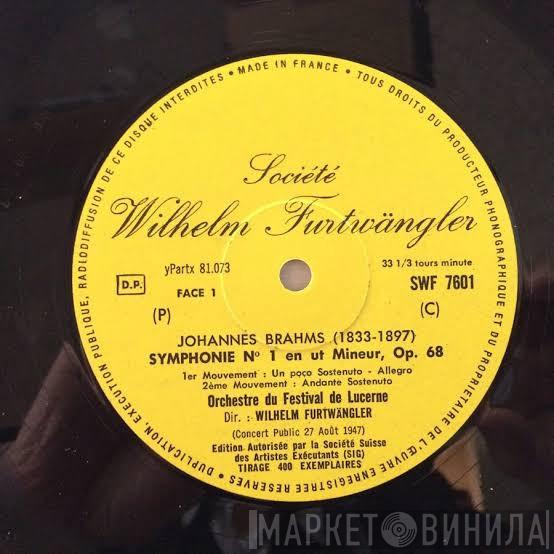 • MADE IN FRANCE • TOUS DROITS DU PRODUCTEUR PHONOGRAPHIQUE ET DU PROPRIETAIRE DE L'ŒUVRE ENREGISTREE RESERVES • DUPLICATION, EXECUTION PUBLIQUE, RADIODIFFUSION DE CE DISQUE INTERDITES
Société
Wilhelm Furtwängler
yPartx 81.073
33 1/3 tours minute
D.P.
FACE 1
SWF 7601
(P)
(C)
JOHANNES BRAHMS (1833-1897)
SYMPHONIE No 1 en ut Mineur, Op. 68
1er Mouvement : Un poço Sostenuto - Allegro
2ème Mouvement : Andante Sostenuto
Orchestre du Festival de Lucerne
Dir. : WILHELM FURTWÄNGLER
(Concert Public 27 Août 1947)
Edition Autorisée par la Société Suisse
des Artistes Exécutants (SIG)
TIRAGE 400 EXEMPLAIRES
МАРКЕТ ВИНИЛА